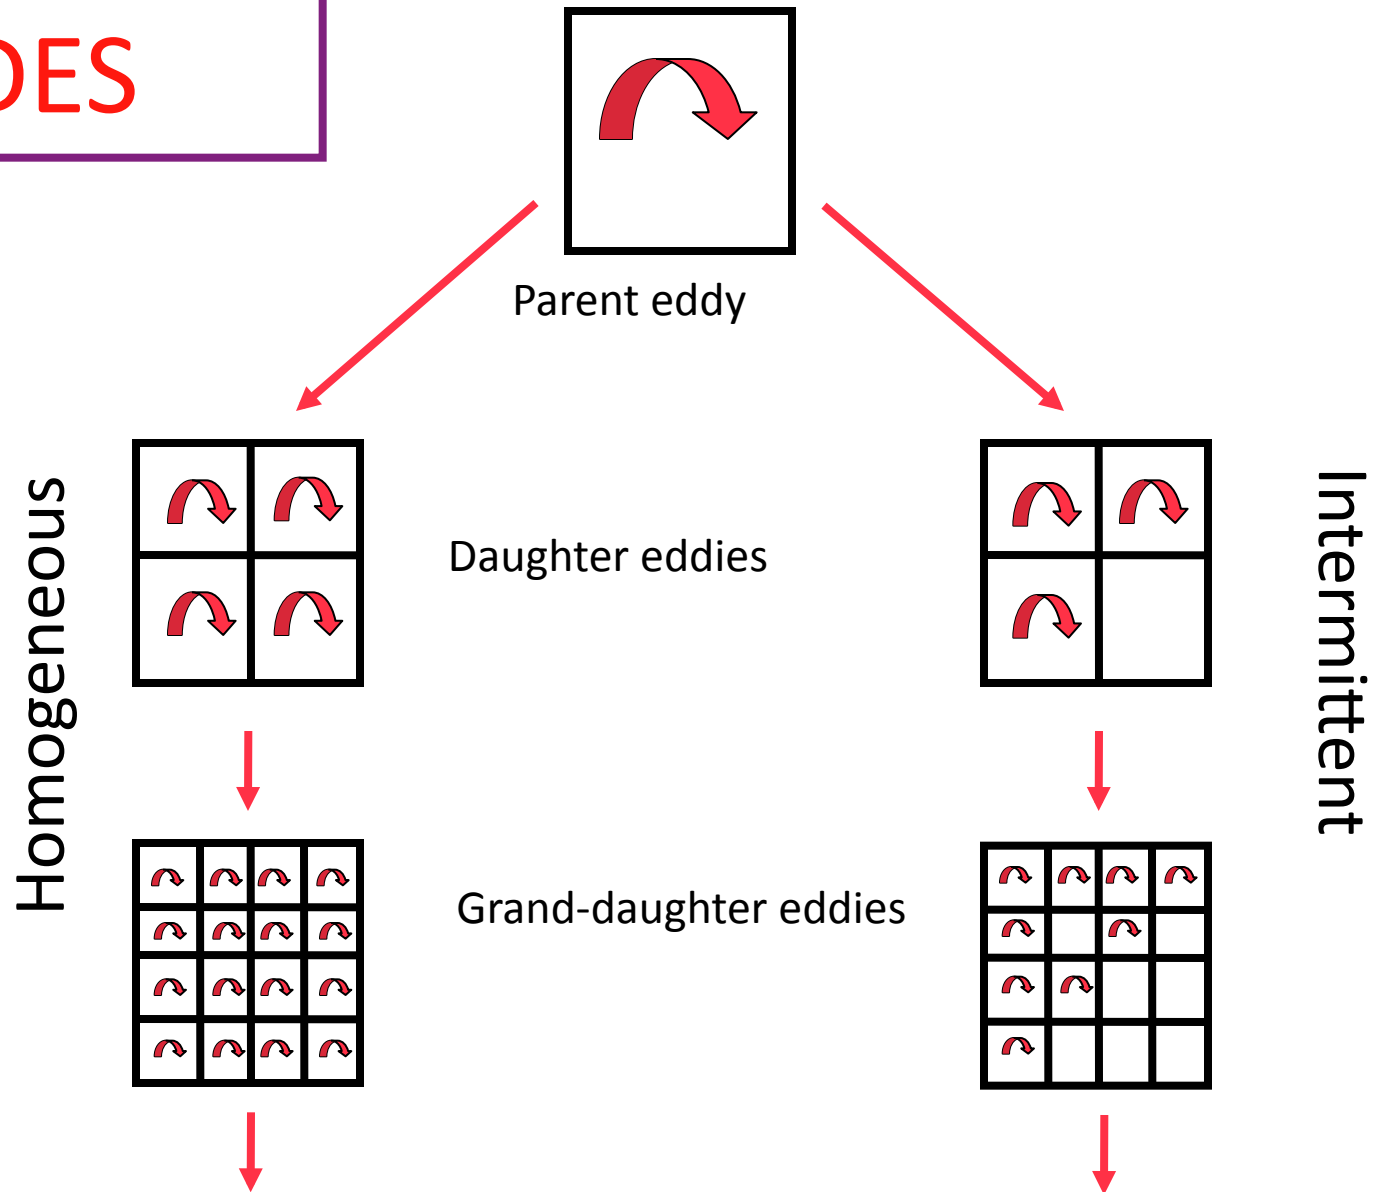 DES
Parent eddy
Homogeneous
Daughter eddies
Intermittent
Grand-daughter eddies